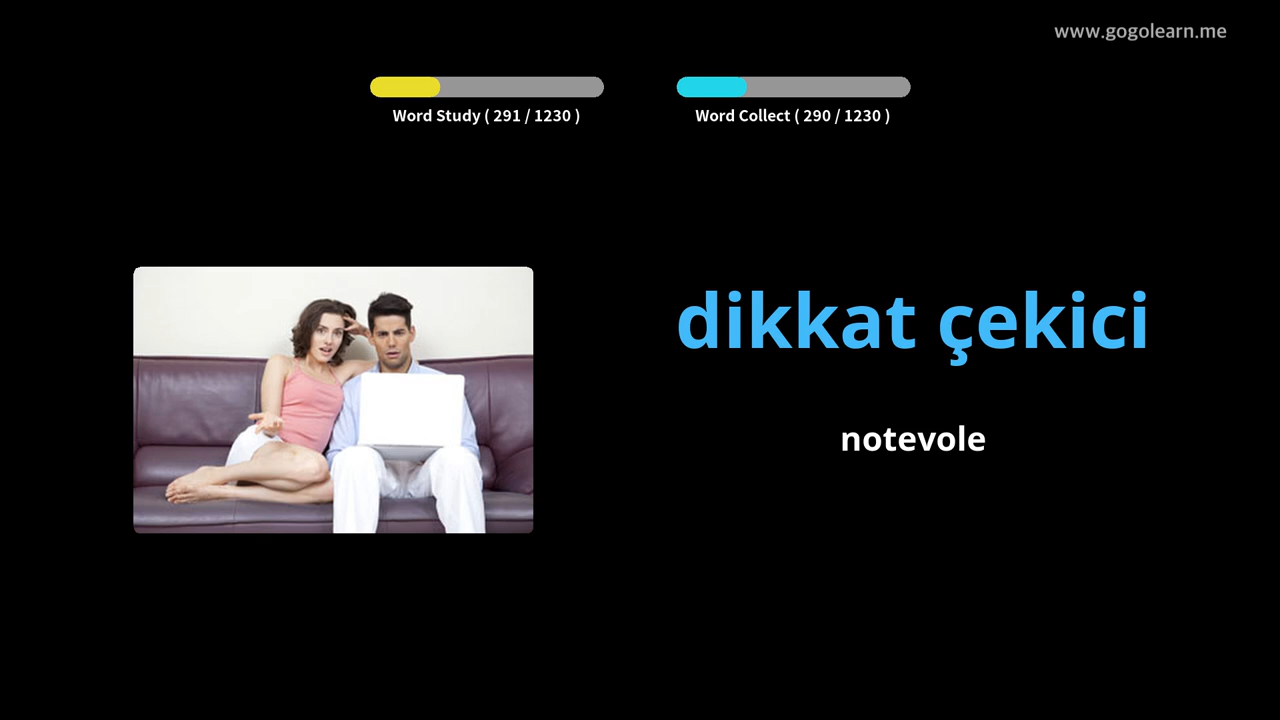 www.gogolearn.me
Word Study ( 291 / 1230 )
Word Collect ( 290 / 1230 )
dikkat çekici
notevole